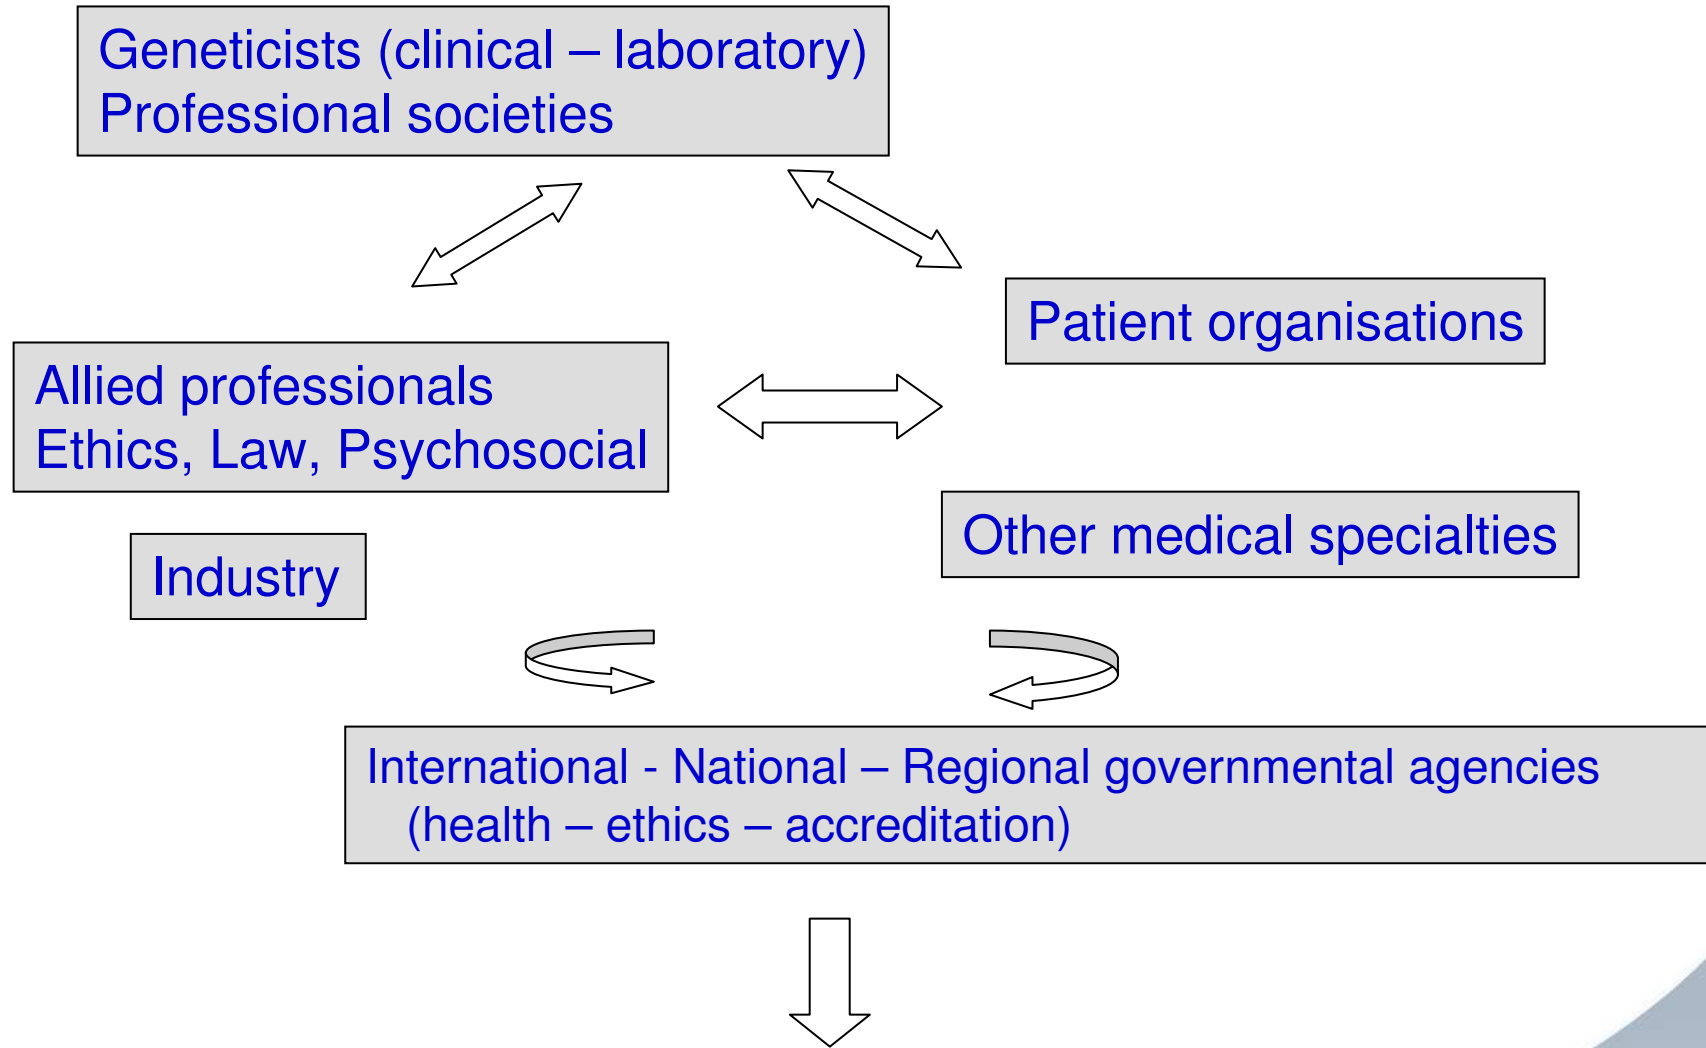 Geneticists (clinical – laboratory)
Professional societies
Patient organisations
Allied professionals
Ethics, Law, Psychosocial
Other medical specialties
Industry
International - National – Regional governmental agencies
(health – ethics – accreditation)